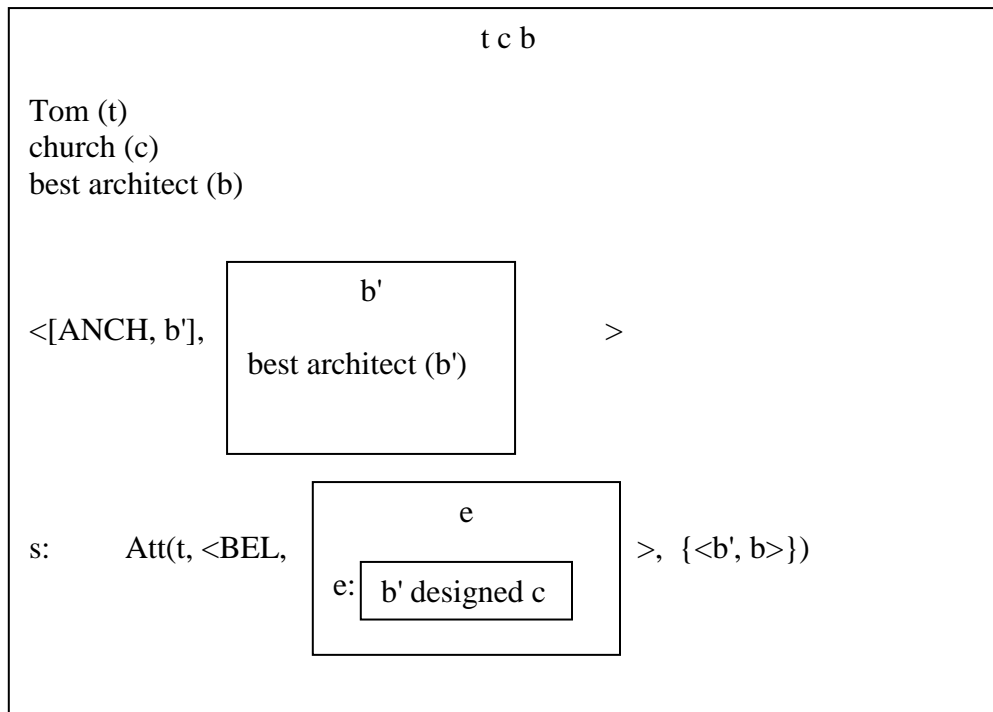 t c b
Tom (t)
church (c)
best architect (b)
b'
<[ANCH, b'], >
best architect (b')
e
s: Att(t, <BEL, >, {<b', b>})
e: b' designed c